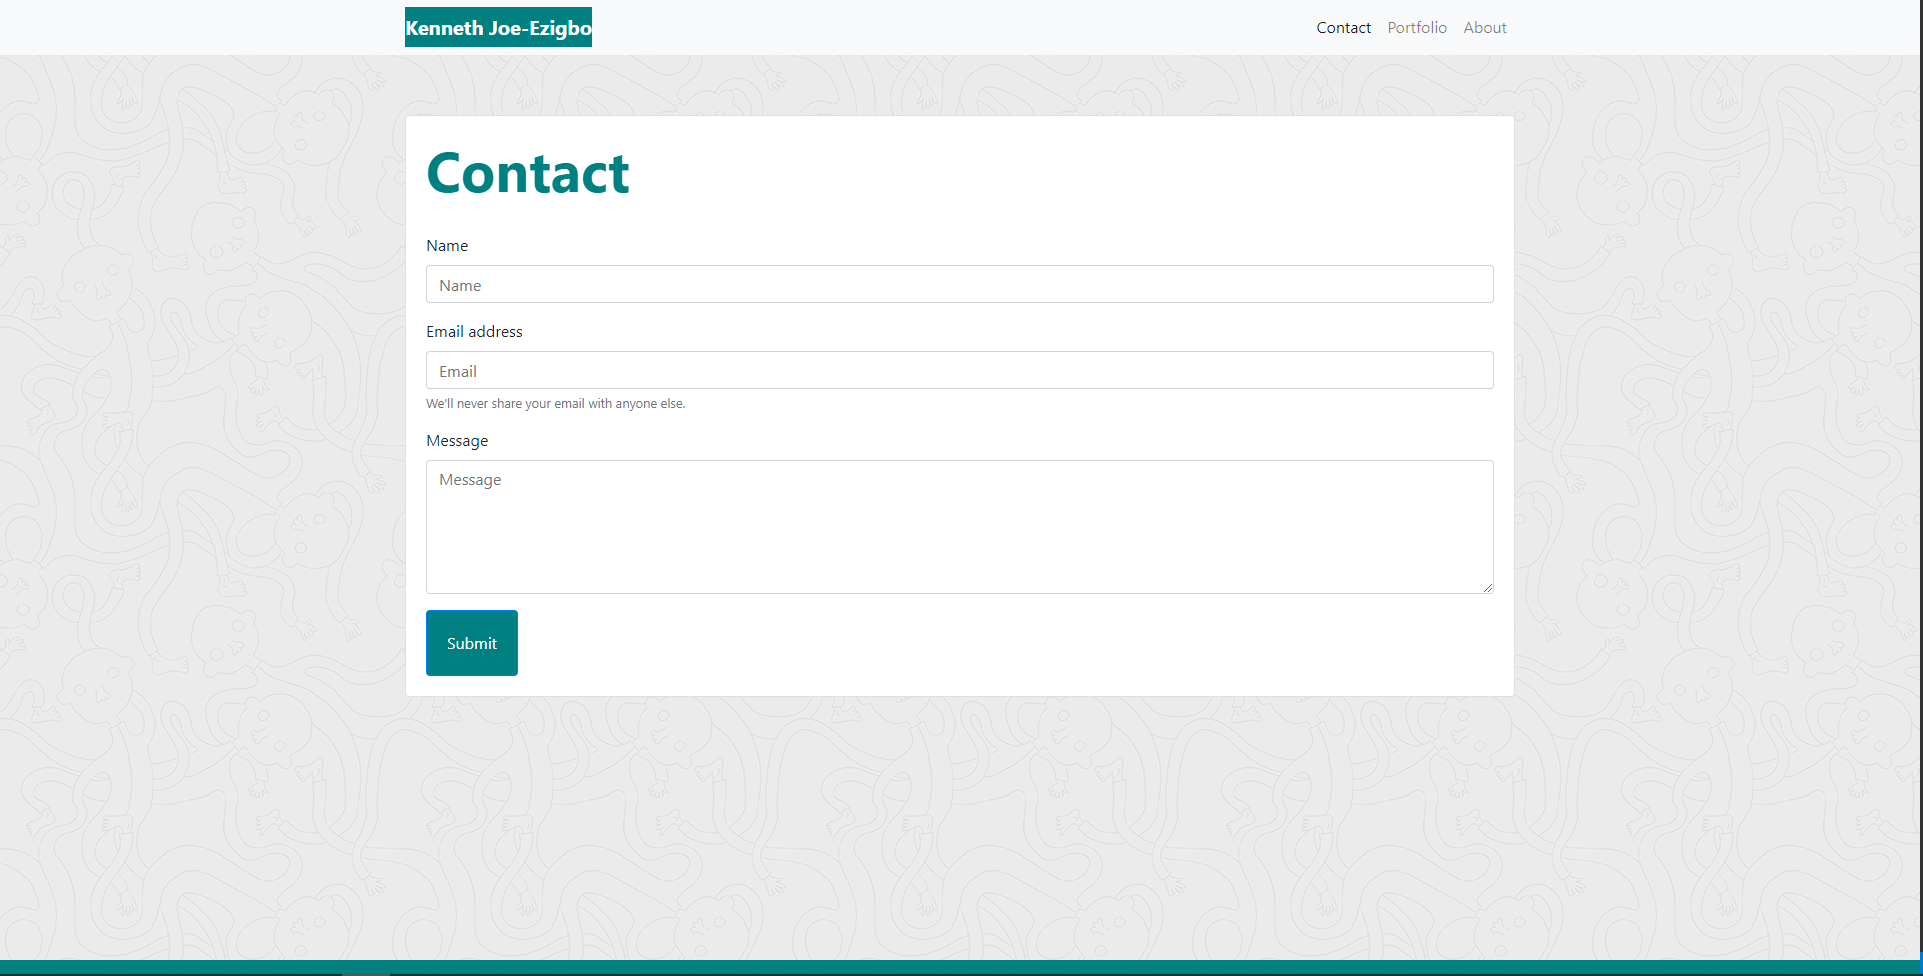 Kenneth Joe-Ezigbo
Contact Portfolio About
Contact
Name
Name
Email address
Email
We'll never share your email with anyone else.
Message
Message
Submit